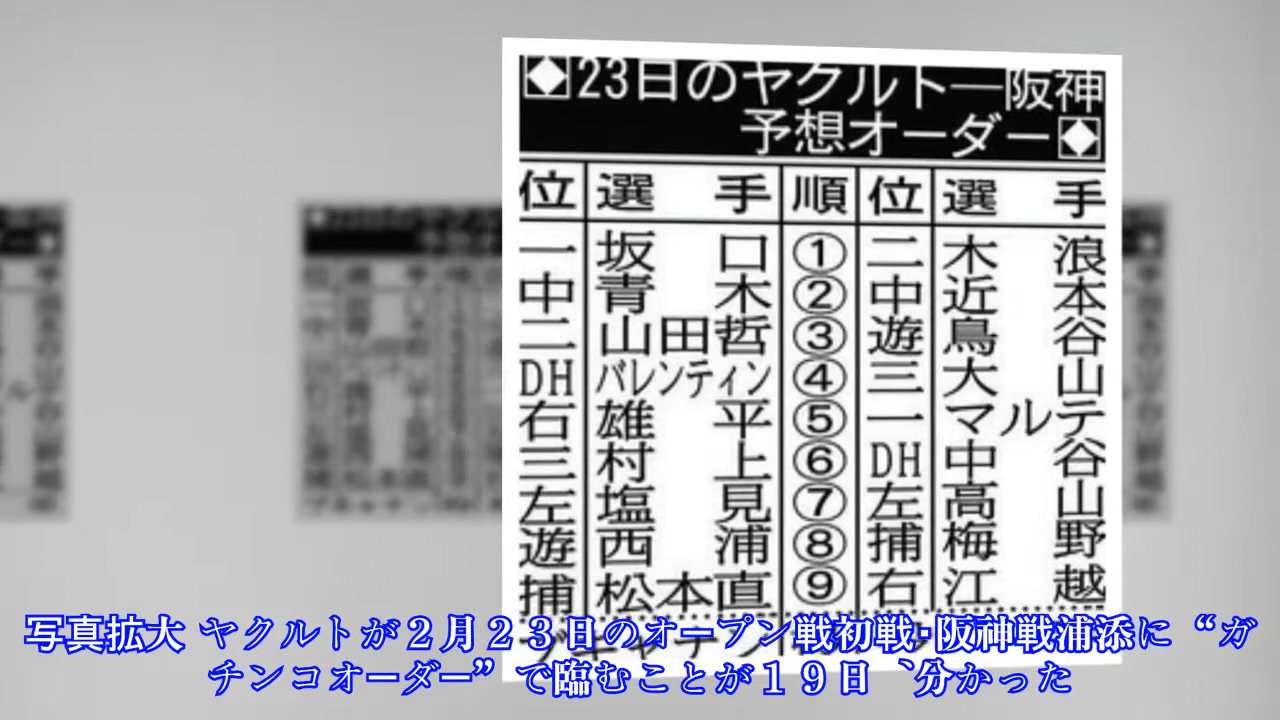 ◆23日のヤクルト―阪神
予想オーダー◆
位 選手 順 位 選手
一 坂口 ① 二 木浪
中 青木 ② 中 近本
二 山田哲 ③ 遊 鳥谷
DH バレンティン ④ 三 大山
右 雄平 ⑤ 一 マルテ
三 村上 ⑥ DH 中谷
左 塩見 ⑦ 左 高山
遊 西浦 ⑧ 捕 梅野
捕 松本直 ⑨ 右 江越
写真拡大 ヤクルトが２月２３日のオープン戦初戦・阪神戦浦添に“ガ
チンコオーダー”で臨むことが１９日、分かった